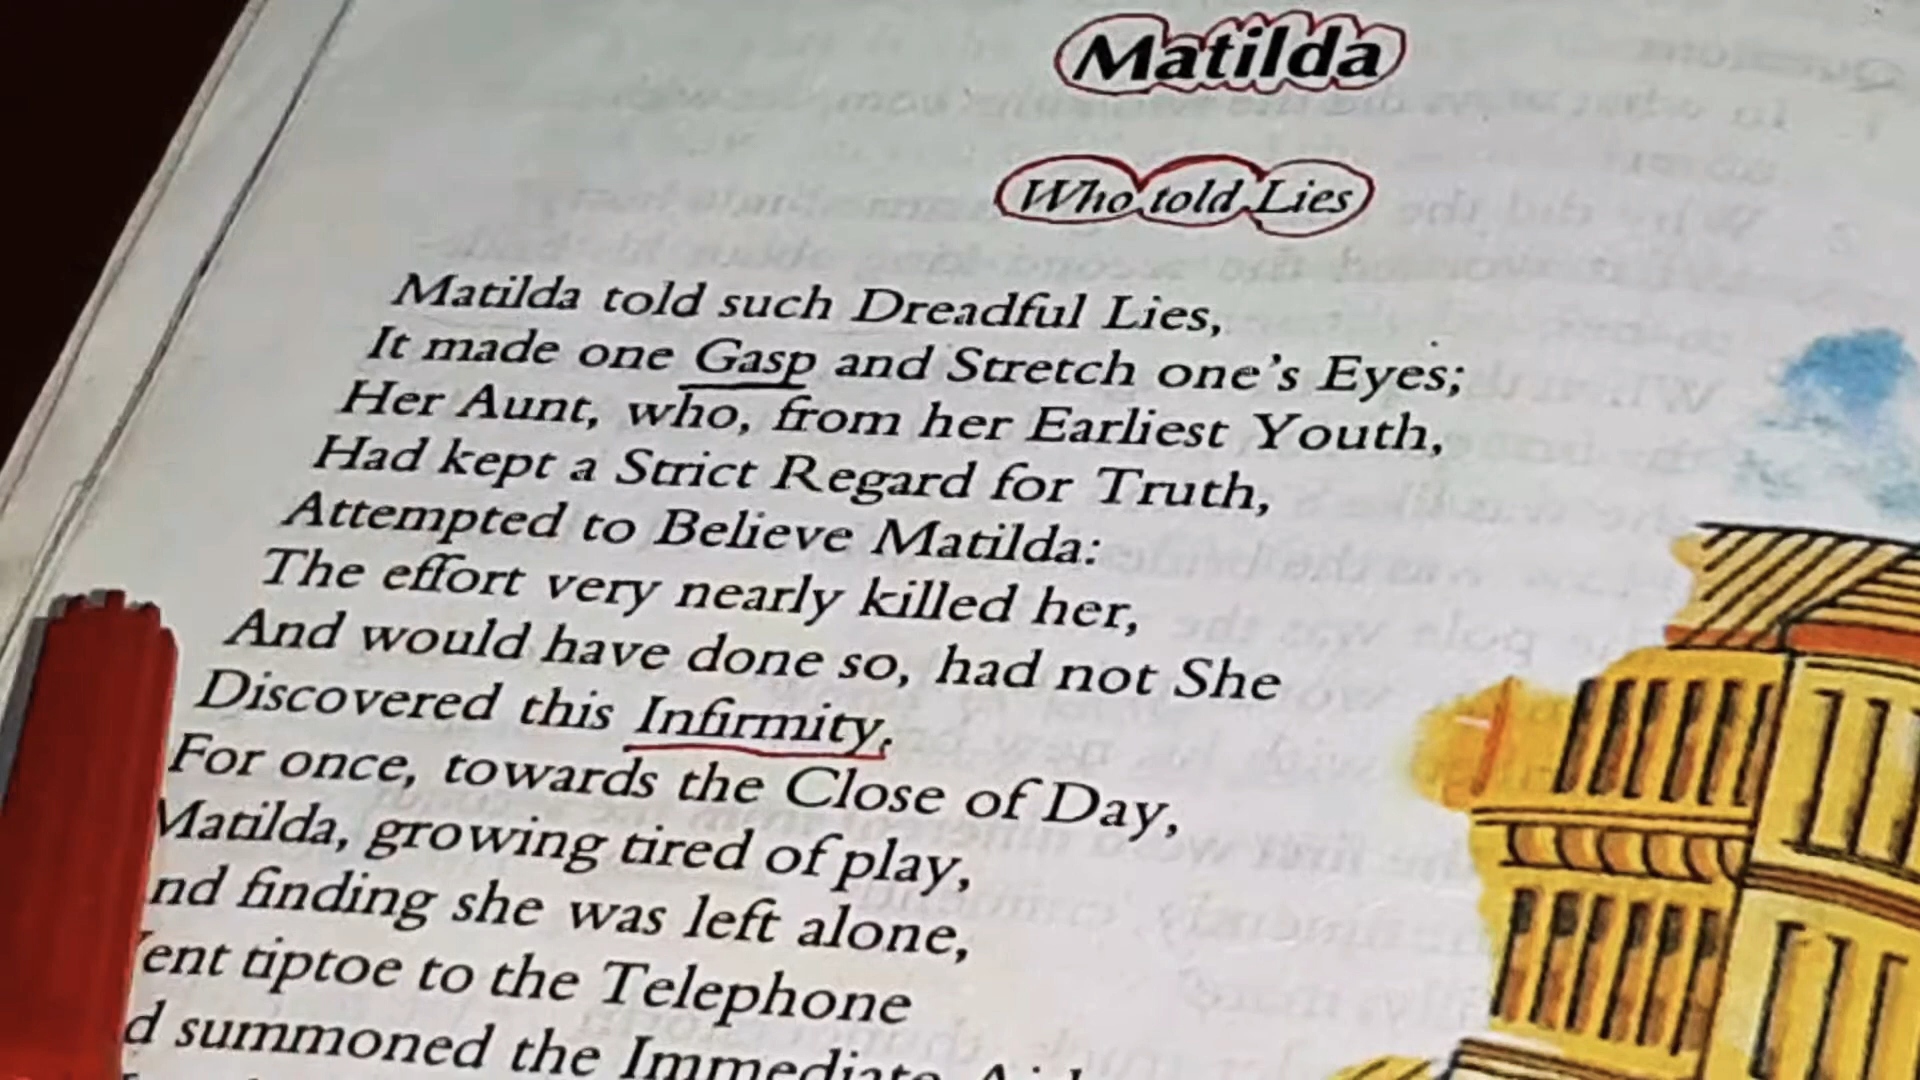 Matilda
Who told Lies
Matilda told such Dreadful Lies,
It made one Gasp and Stretch one's Eyes;
Her Aunt, who, from her Earliest Youth,
Had kept a Strict Regard for Truth,
Attempted to Believe Matilda:
The effort very nearly killed her,
And would have done so, had not She
Discovered this Infirmity.
For once, towards the Close of Day,
Matilda, growing tired of play,
nd finding she was left alone,
ent tiptoe to the Telephone
d summoned the Immediate